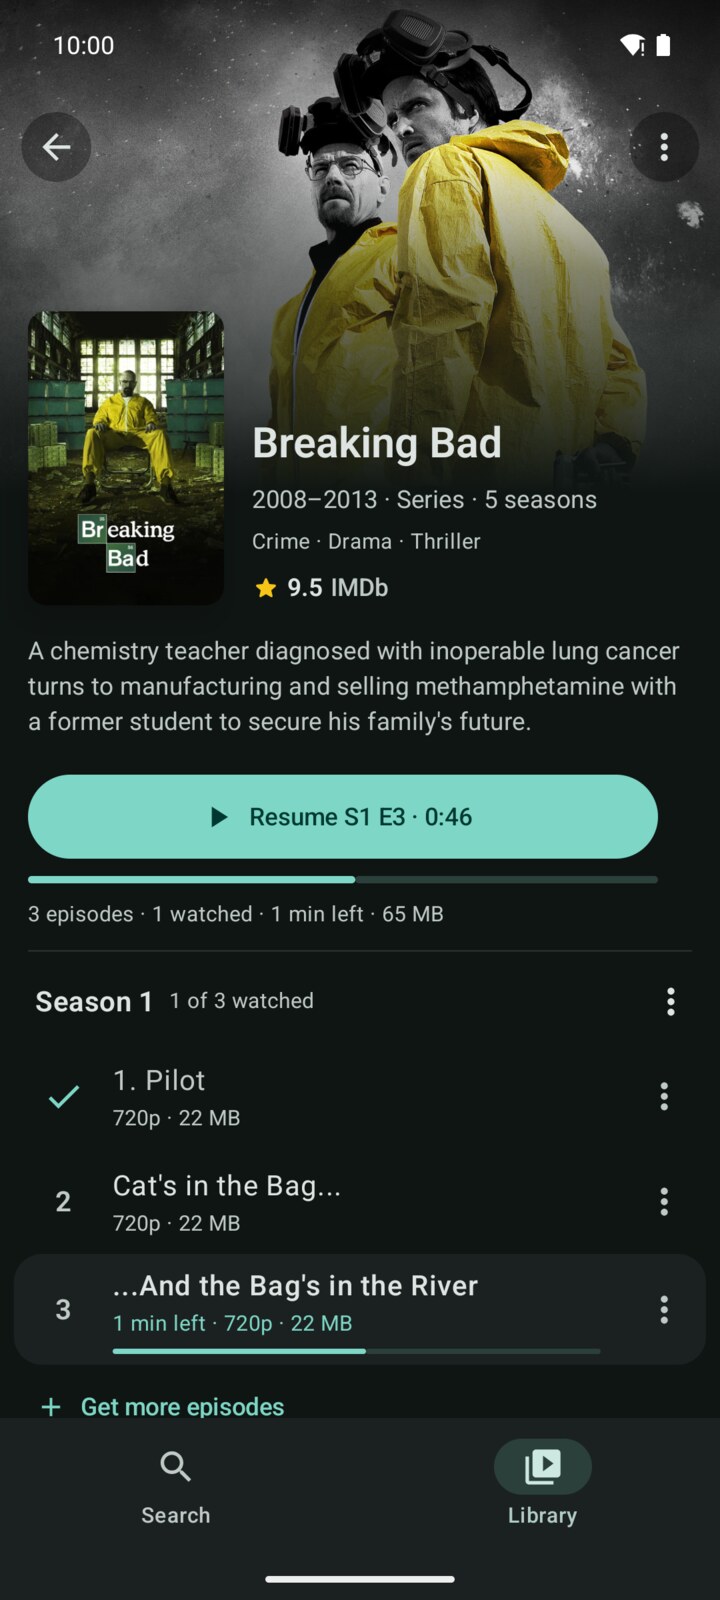 10:00
Breaking Bad
2008–2013 · Series · 5 seasons
Crime · Drama · Thriller
9.5 IMDb
Breaking
Bad
A chemistry teacher diagnosed with inoperable lung cancer
turns to manufacturing and selling methamphetamine with
a former student to secure his family's future.
Resume S1 E3 · 0:46
3 episodes · 1 watched · 1 min left · 65 MB
Season 1 1 of 3 watched
1. Pilot
720p · 22 MB
2 Cat's in the Bag...
720p · 22 MB
3 ...And the Bag's in the River
1 min left · 720p · 22 MB
+ Get more episodes
Search
Library